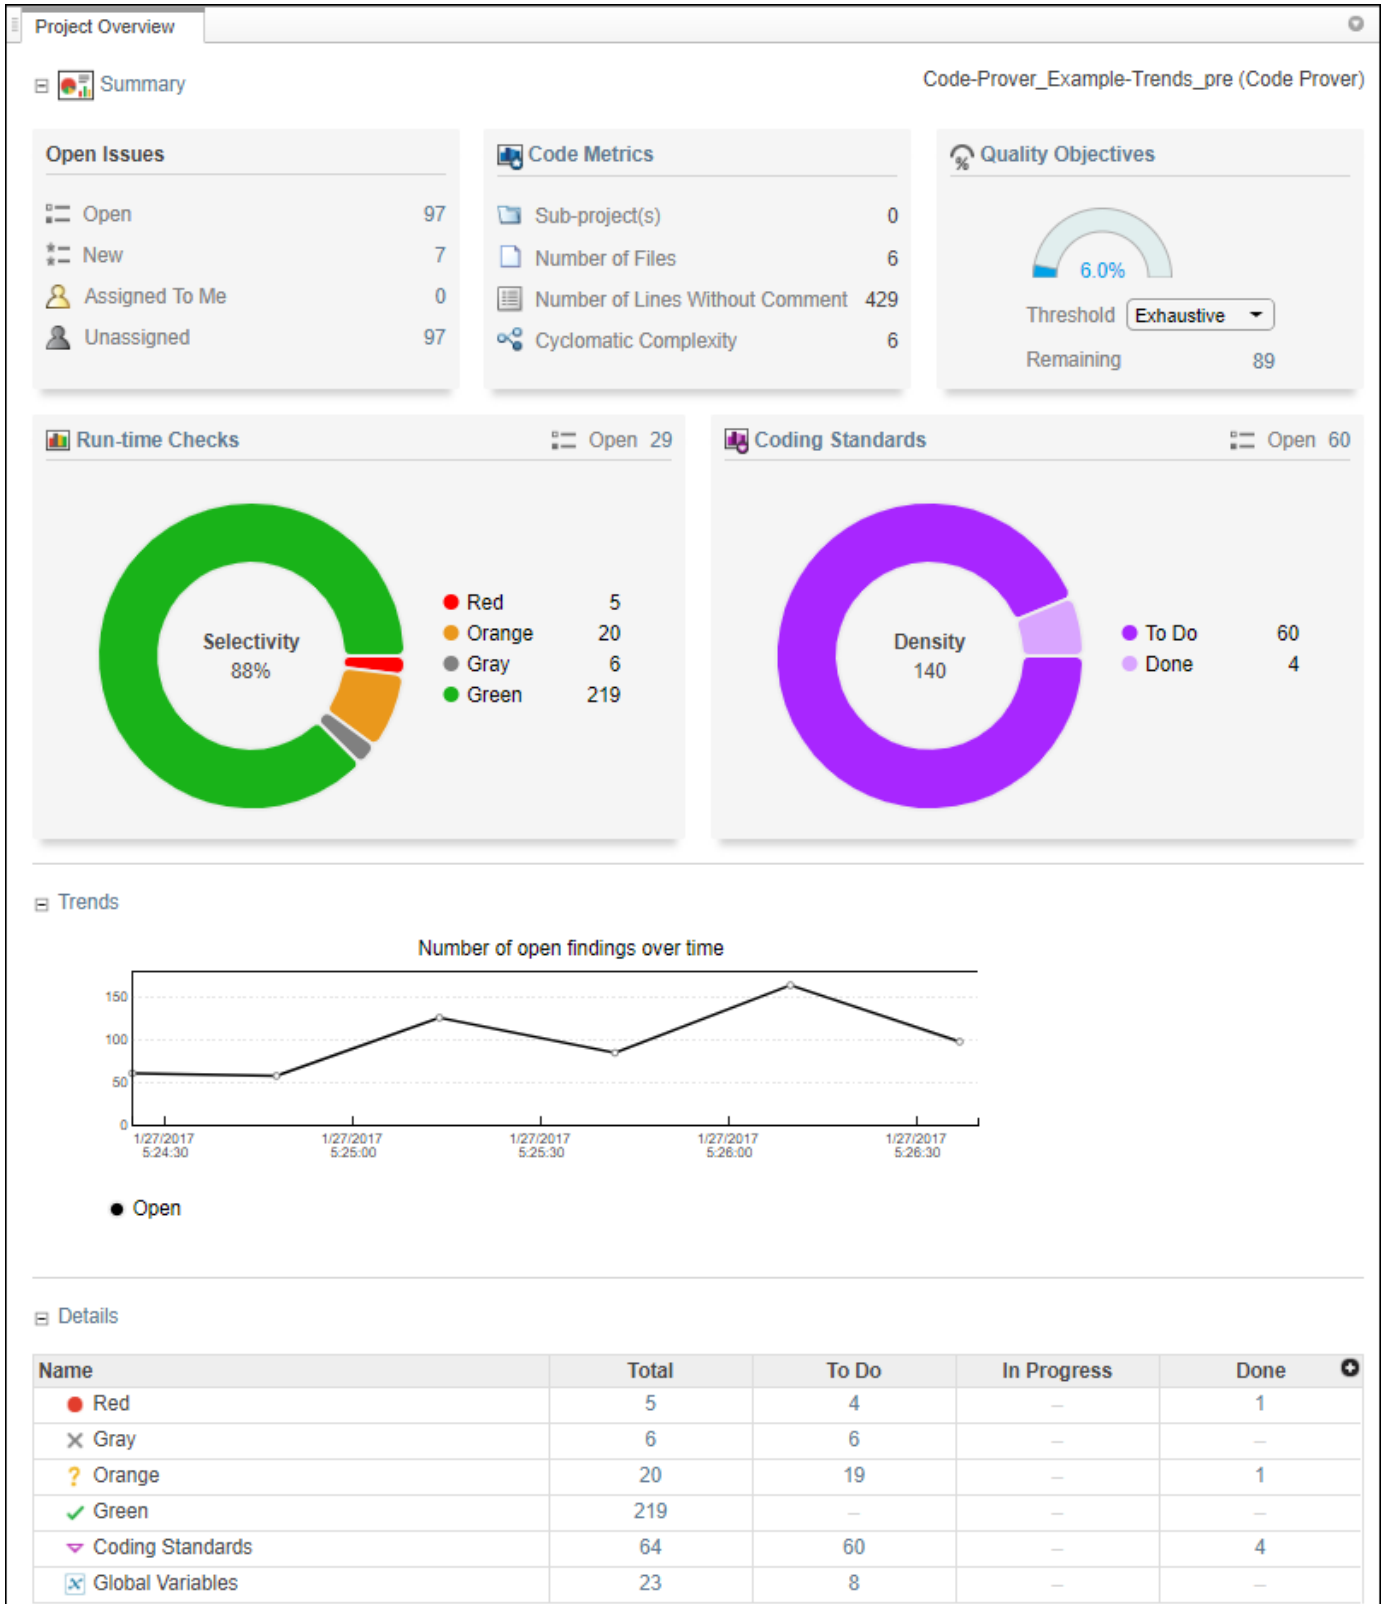 Project Overview
Summary
Code-Prover_Example-Trends_pre (Code Prover)
Open Issues
Open 97
New 7
Assigned To Me 0
Unassigned 97
Code Metrics
Sub-project(s) 0
Number of Files 6
Number of Lines Without Comment 429
Cyclomatic Complexity 6
% Quality Objectives
6.0%
Threshold Exhaustive
Remaining 89
Run-time Checks Open 29
Selectivity
88%
Red 5
Orange 20
Gray 6
Green 219
Coding Standards Open 60
Density
140
To Do 60
Done 4
Trends
Number of open findings over time
150
100
50
0
1/27/2017 1/27/2017 1/27/2017 1/27/2017 1/27/2017
5:24:30 5:25:00 5:25:30 5:26:00 5:26:30
Open
Details
Name Total To Do In Progress Done
Red 5 4 – 1
Gray 6 6 – –
? Orange 20 19 – 1
Green 219 – – –
Coding Standards 64 60 – 4
x Global Variables 23 8 – –